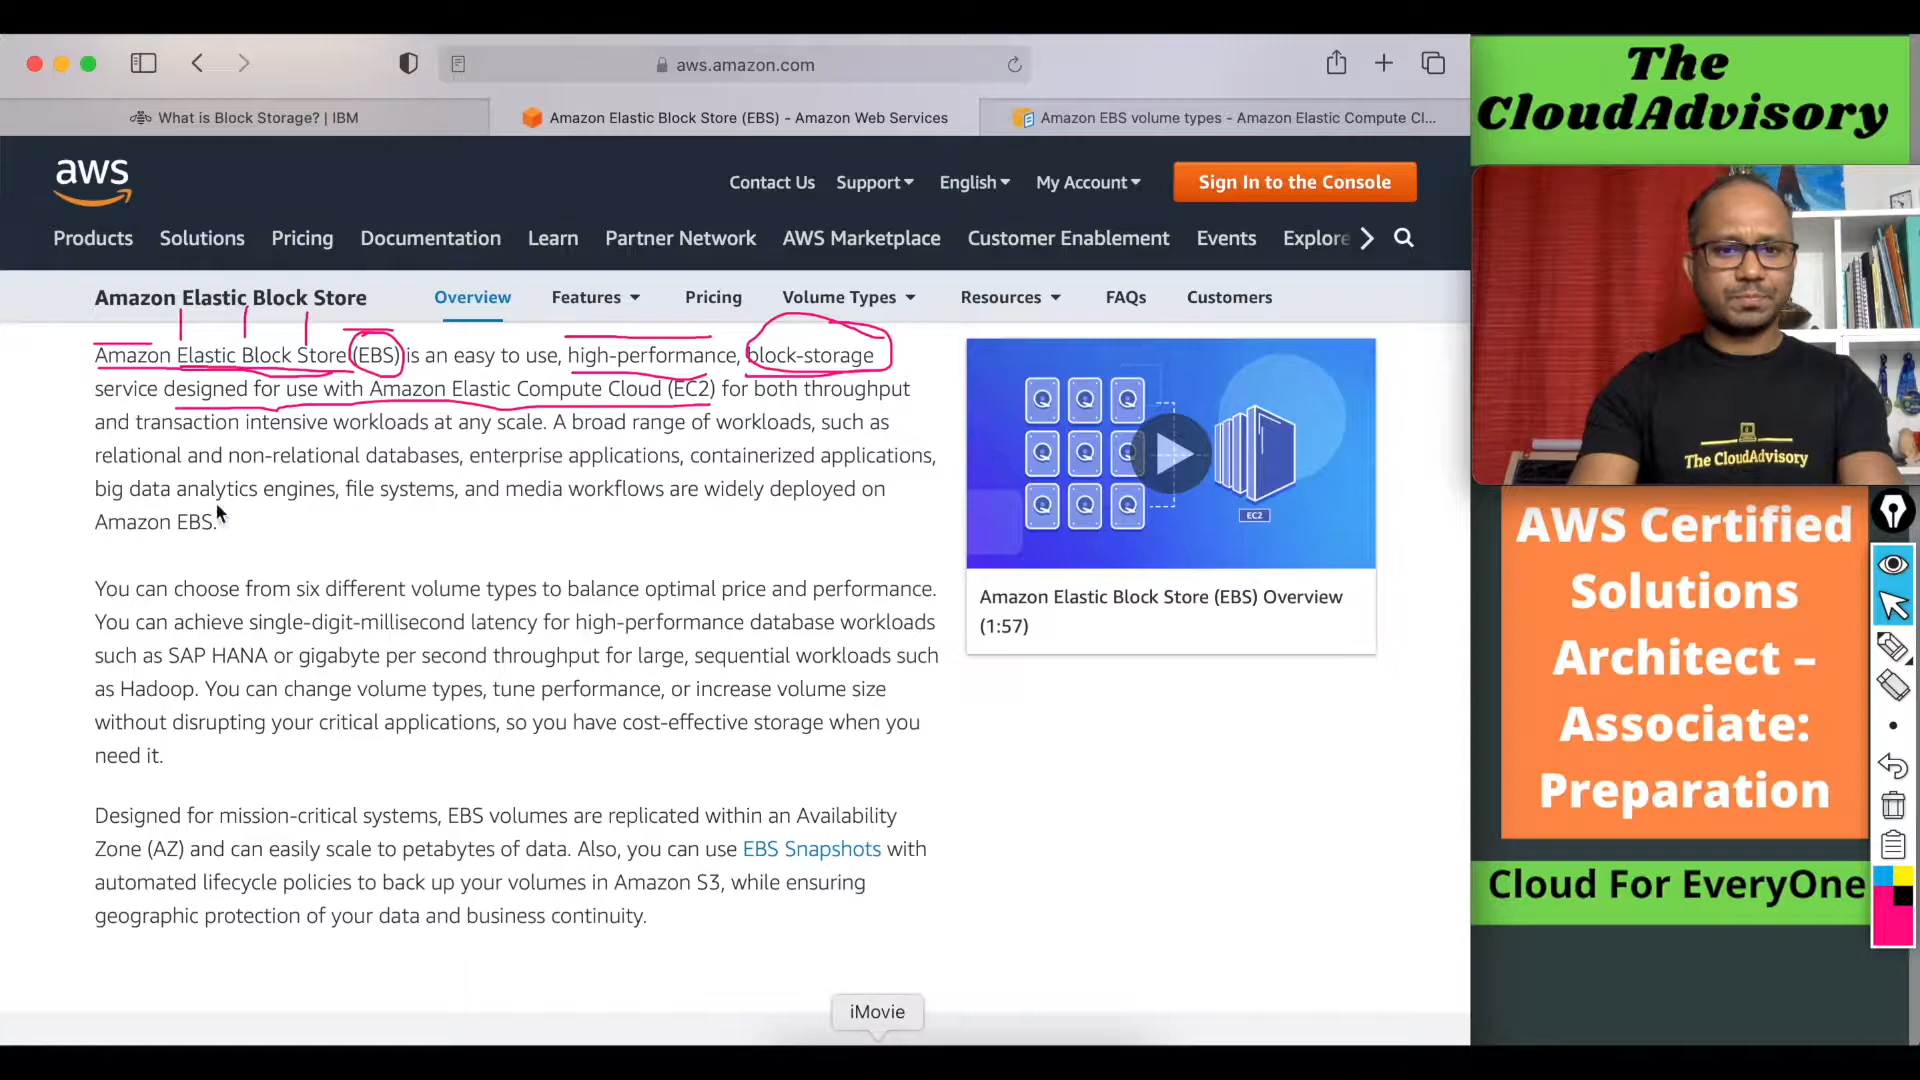 aws.amazon.com
What is Block Storage? | IBM
Amazon Elastic Block Store (EBS) - Amazon Web Services
Amazon EBS volume types - Amazon Elastic Compute Cl...
aws
Contact Us
Support
English
My Account
Sign In to the Console
Products
Solutions
Pricing
Documentation
Learn
Partner Network
AWS Marketplace
Customer Enablement
Events
Explore
Amazon Elastic Block Store
Overview
Features
Pricing
Volume Types
Resources
FAQs
Customers
Amazon Elastic Block Store (EBS) is an easy to use, high-performance, block-storage
service designed for use with Amazon Elastic Compute Cloud (EC2) for both throughput
and transaction intensive workloads at any scale. A broad range of workloads, such as
relational and non-relational databases, enterprise applications, containerized applications,
big data analytics engines, file systems, and media workflows are widely deployed on
Amazon EBS.
You can choose from six different volume types to balance optimal price and performance.
You can achieve single-digit-millisecond latency for high-performance database workloads
such as SAP HANA or gigabyte per second throughput for large, sequential workloads such
as Hadoop. You can change volume types, tune performance, or increase volume size
without disrupting your critical applications, so you have cost-effective storage when you
need it.
Designed for mission-critical systems, EBS volumes are replicated within an Availability
Zone (AZ) and can easily scale to petabytes of data. Also, you can use EBS Snapshots with
automated lifecycle policies to back up your volumes in Amazon S3, while ensuring
geographic protection of your data and business continuity.
EC2
Amazon Elastic Block Store (EBS) Overview
(1:57)
iMovie
The
CloudAdvisory
The CloudAdvisory
AWS Certified
Solutions
Architect –
Associate:
Preparation
Cloud For EveryOne